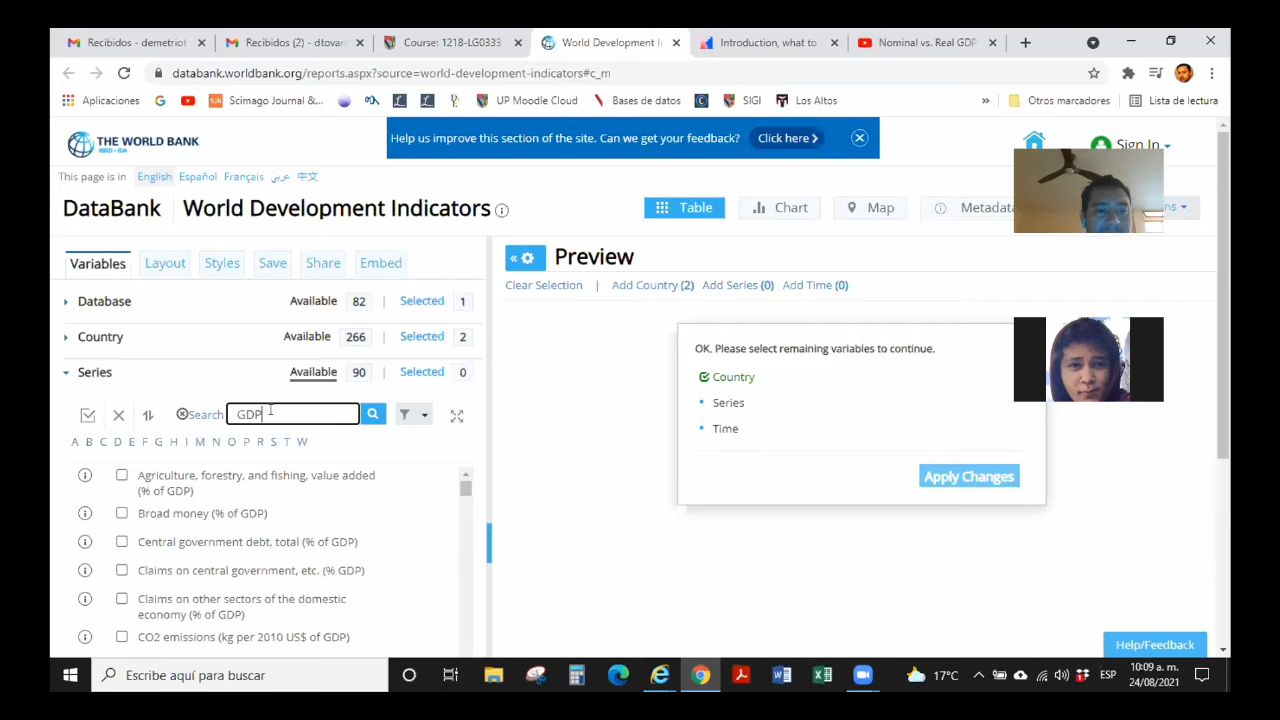 Recibidos - demetriof
Recibidos (2) - dtovar
Course: 1218-LG0333
World Development I
Introduction, what to
Nominal vs. Real GDP
databank.worldbank.org/reports.aspx?source=world-development-indicators#c_m
Aplicaciones
Scimago Journal &...
UP Moodle Cloud
Bases de datos
SIGI
Los Altos
»
Otros marcadores
Lista de lectura
THE WORLD BANK
IBRD • IDA
Help us improve this section of the site. Can we get your feedback?
Click here
Sign In
This page is in English Español Français عربي 中文
DataBank
World Development Indicators
Table
Chart
Map
Metadata
ns
Variables
Layout
Styles
Save
Share
Embed
Preview
Clear Selection | Add Country (2) Add Series (0) Add Time (0)
Database Available 82 | Selected 1
Country Available 266 | Selected 2
Series Available 90 | Selected 0
OK. Please select remaining variables to continue.
Country
Series
Time
Apply Changes
Search GDP
A B C D E F G H I M N O P R S T W
Agriculture, forestry, and fishing, value added
(% of GDP)
Broad money (% of GDP)
Central government debt, total (% of GDP)
Claims on central government, etc. (% GDP)
Claims on other sectors of the domestic
economy (% of GDP)
CO2 emissions (kg per 2010 US$ of GDP)
Help/Feedback
Escribe aquí para buscar
17°C
ESP
10:09 a. m.
24/08/2021